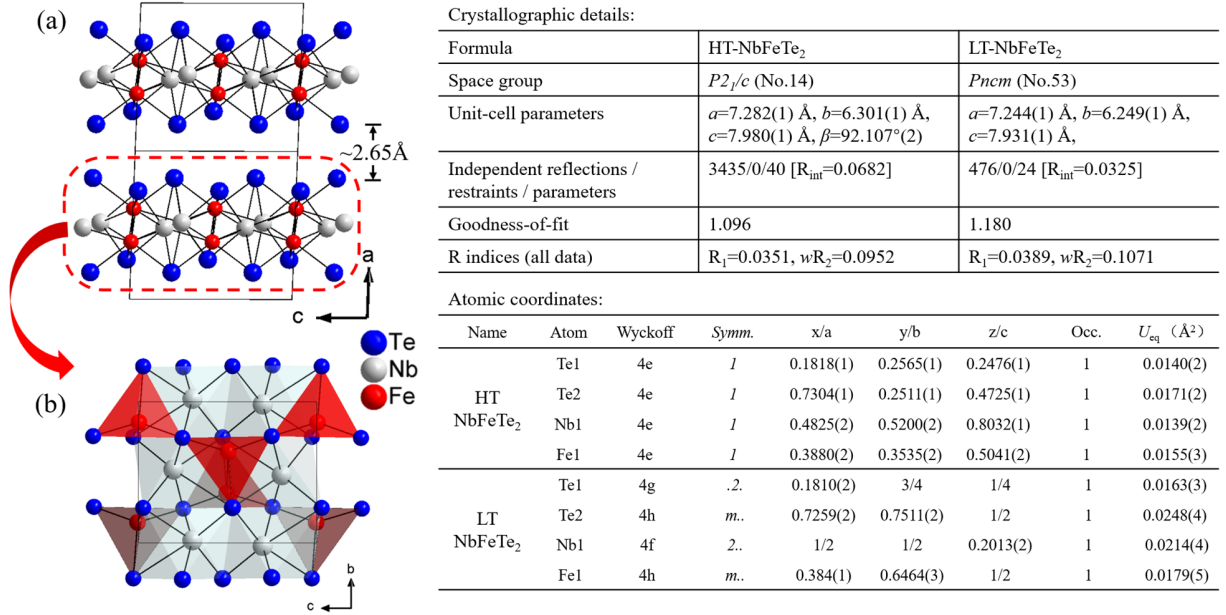 (a)
~2.65Å
a
c
Te
Nb
Fe
(b)
b
c
Crystallographic details:
Formula HT-NbFeTe2 LT-NbFeTe2
Space group P21/c (No.14) Pncm (No.53)
Unit-cell parameters a=7.282(1) Å, b=6.301(1) Å, a=7.244(1) Å, b=6.249(1) Å,
c=7.980(1) Å, β=92.107°(2) c=7.931(1) Å,
Independent reflections / 3435/0/40 [Rint=0.0682] 476/0/24 [Rint=0.0325]
restraints / parameters
Goodness-of-fit 1.096 1.180
R indices (all data) R1=0.0351, wR2=0.0952 R1=0.0389, wR2=0.1071
Atomic coordinates:
Name Atom Wyckoff Symm. x/a y/b z/c Occ. Ueq (Å²)
HT
NbFeTe2
Te1 4e 1 0.1818(1) 0.2565(1) 0.2476(1) 1 0.0140(2)
Te2 4e 1 0.7304(1) 0.2511(1) 0.4725(1) 1 0.0171(2)
Nb1 4e 1 0.4825(2) 0.5200(2) 0.8032(1) 1 0.0139(2)
Fe1 4e 1 0.3880(2) 0.3535(2) 0.5041(2) 1 0.0155(3)
LT
NbFeTe2
Te1 4g .2. 0.1810(2) 3/4 1/4 1 0.0163(3)
Te2 4h m.. 0.7259(2) 0.7511(2) 1/2 1 0.0248(4)
Nb1 4f 2.. 1/2 1/2 0.2013(2) 1 0.0214(4)
Fe1 4h m.. 0.384(1) 0.6464(3) 1/2 1 0.0179(5)